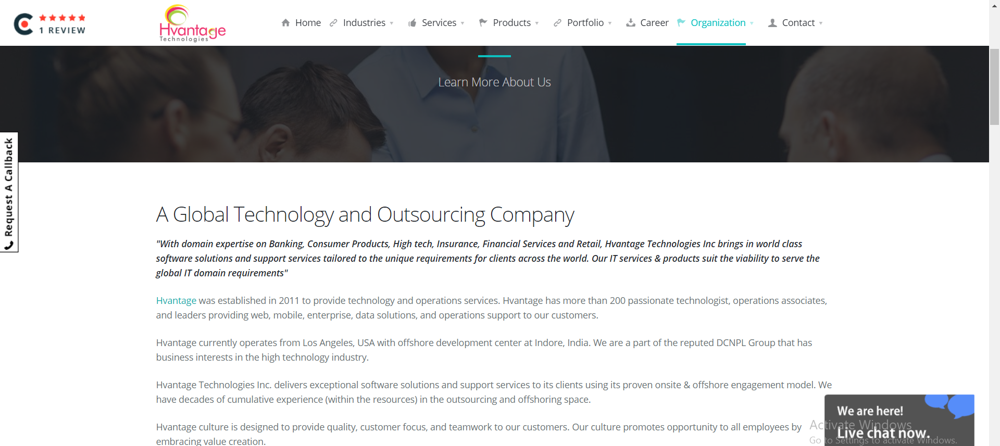 1 REVIEW
Hvantage
Technologies
Home
Industries
Services
Products
Portfolio
Career
Organization
Contact
Learn More About Us
Request A Callback
A Global Technology and Outsourcing Company
"With domain expertise on Banking, Consumer Products, High tech, Insurance, Financial Services and Retail, Hvantage Technologies Inc brings in world class
software solutions and support services tailored to the unique requirements for clients across the world. Our IT services & products suit the viability to serve the
global IT domain requirements"
Hvantage was established in 2011 to provide technology and operations services. Hvantage has more than 200 passionate technologist, operations associates,
and leaders providing web, mobile, enterprise, data solutions, and operations support to our customers.
Hvantage currently operates from Los Angeles, USA with offshore development center at Indore, India. We are a part of the reputed DCNPL Group that has
business interests in the high technology industry.
Hvantage Technologies Inc. delivers exceptional software solutions and support services to its clients using its proven onsite & offshore engagement model. We
have decades of cumulative experience (within the resources) in the outsourcing and offshoring space.
Hvantage culture is designed to provide quality, customer focus, and teamwork to our customers. Our culture promotes opportunity to all employees by
embracing value creation.
We are here!
Live chat now.
Activate Windows
Go to Settings to activate Windows.